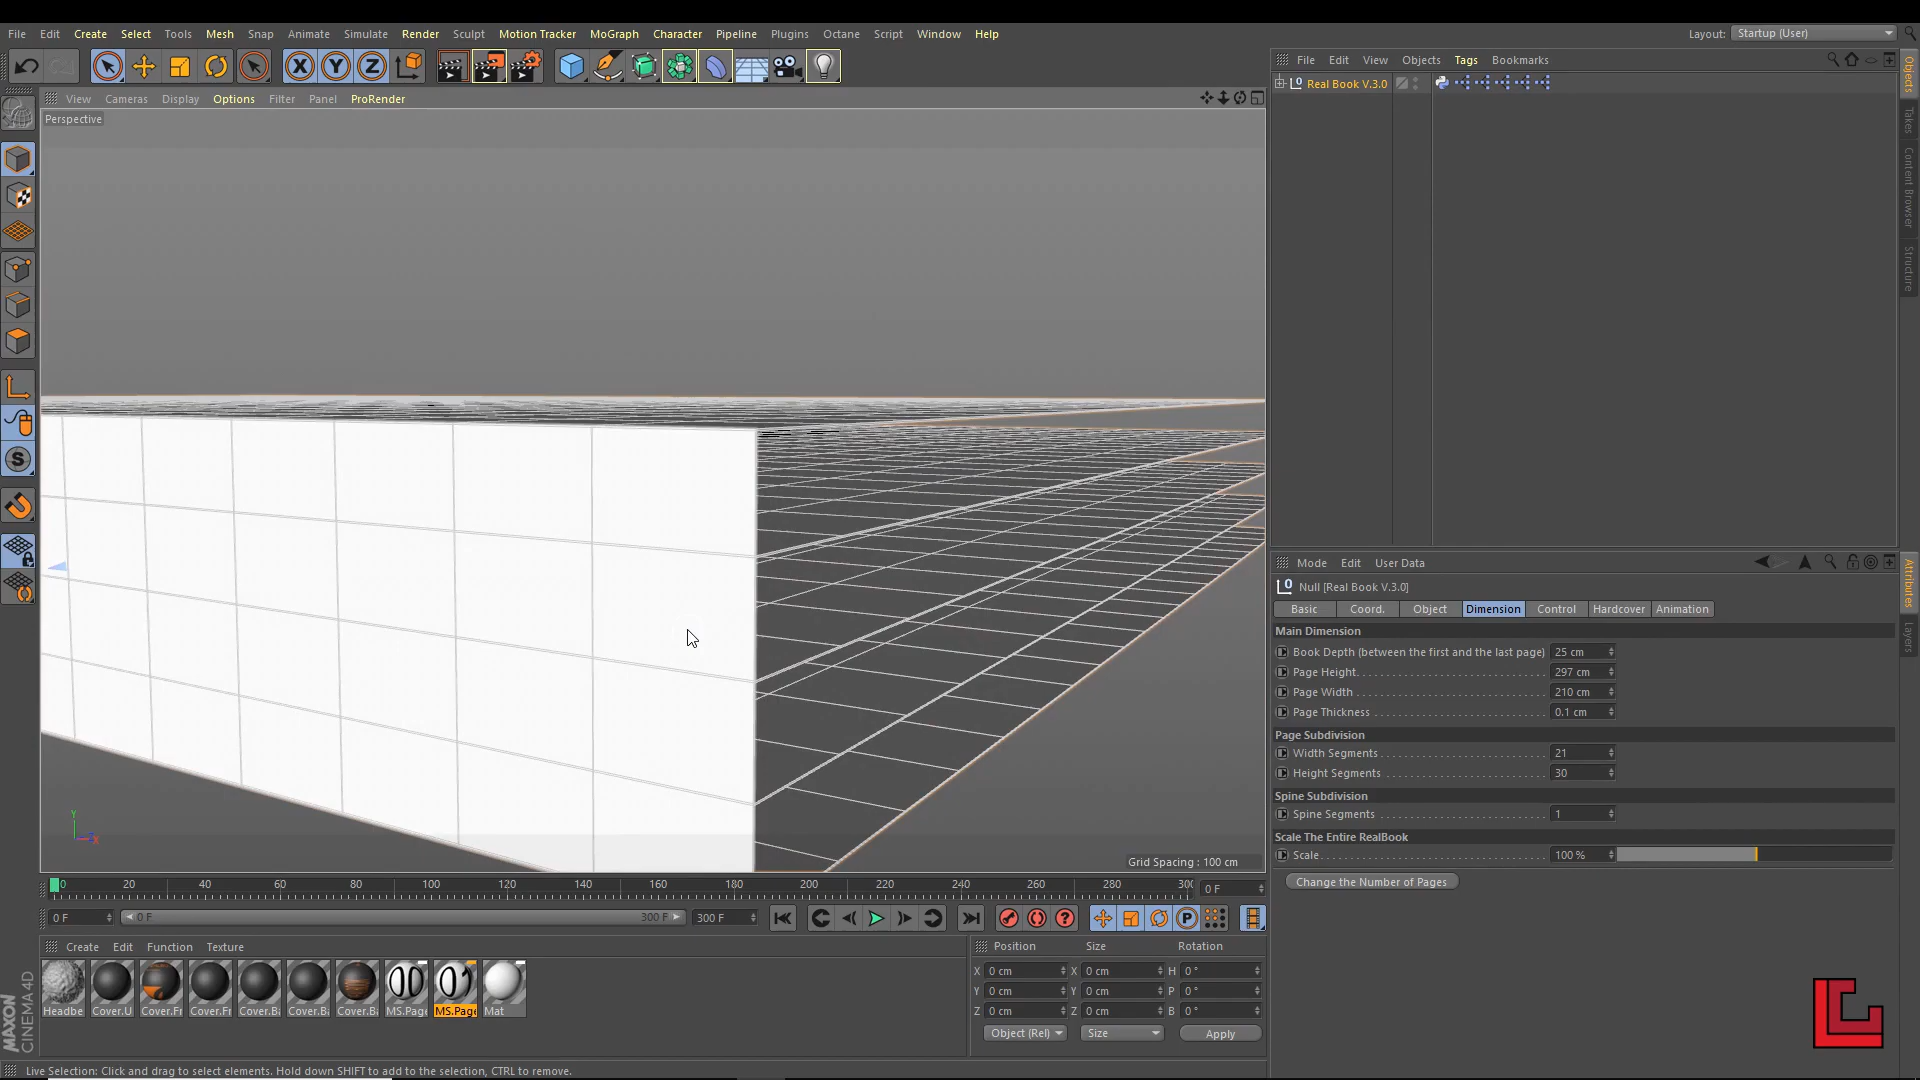 File Edit Create Select Tools Mesh Snap Animate Simulate Render Sculpt Motion Tracker MoGraph Character Pipeline Plugins Octane Script Window Help Layout: Startup (User)
X Y Z
View Cameras Display Options Filter Panel ProRender
Perspective
File Edit View Objects Tags Bookmarks
Real Book V.3.0
Objects
Takes
Content Browser
Structure
Mode Edit User Data
Null [Real Book V.3.0]
Basic Coord. Object Dimension Control Hardcover Animation
Main Dimension
Book Depth (between the first and the last page) 25 cm
Page Height 297 cm
Page Width 210 cm
Page Thickness 0.1 cm
Page Subdivision
Width Segments 21
Height Segments 30
Spine Subdivision
Spine Segments 1
Scale The Entire RealBook
Scale 100 %
Change the Number of Pages
Attributes
Layers
Y
Grid Spacing : 100 cm
0 20 40 60 80 100 120 140 160 180 200 220 240 260 280 300 0 F
0 F 0 F 300 F 300 F
Create Edit Function Texture
Headbe Cover.U Cover.Fr Cover.Fr Cover.Ba Cover.Ba Cover.Ba MS.Page MS.Page Mat
Position Size Rotation
X 0 cm X 0 cm H 0 °
Y 0 cm Y 0 cm P 0 °
Z 0 cm Z 0 cm B 0 °
Object (Rel) Size Apply
MAXON
CINEMA 4D
Live Selection: Click and drag to select elements. Hold down SHIFT to add to the selection, CTRL to remove.